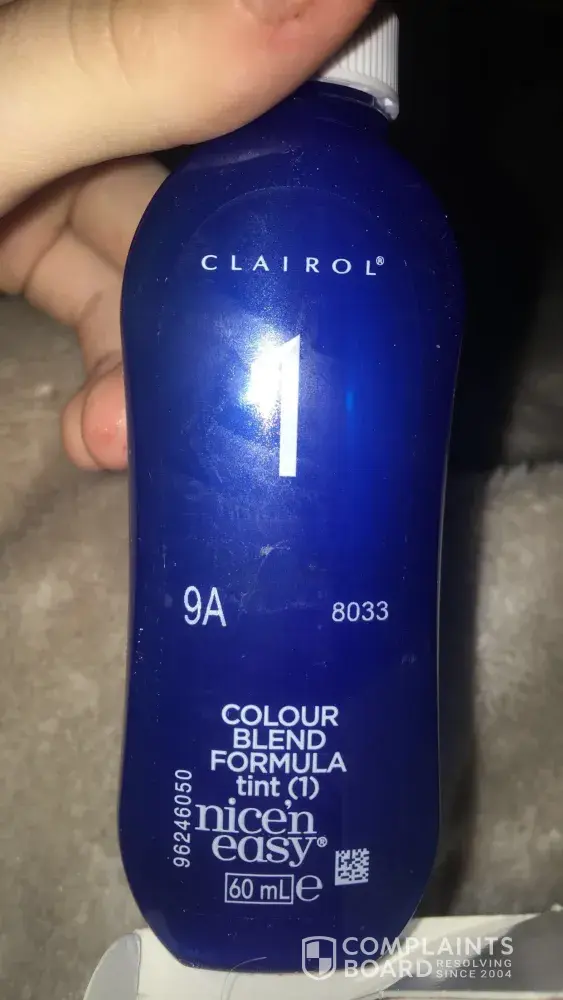 CLAIROL®
1
9A 8033
COLOUR
BLEND
FORMULA
tint (1)
nice'n
easy®
60 mL e
96246050
COMPLAINTS
BOARD RESOLVING
SINCE 2004